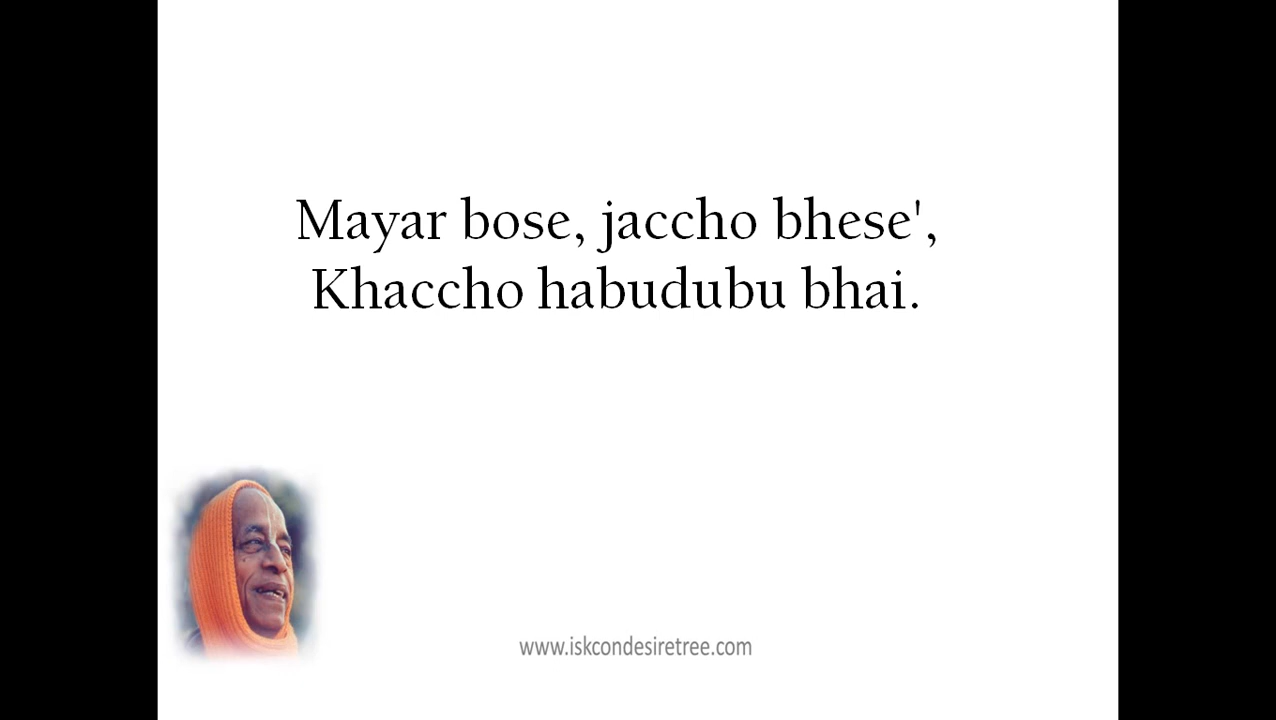 Mayar bose, jaccho bhese',
Khaccho habudubu bhai.
www.iskcondesiretree.com